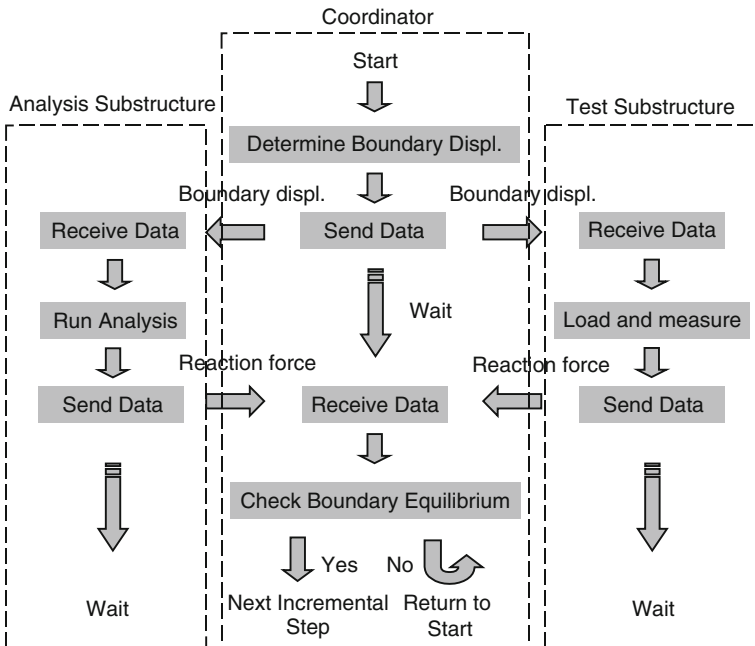 Coordinator
Start
Analysis Substructure
Test Substructure
Determine Boundary Displ.
Boundary displ.
Boundary displ.
Receive Data
Send Data
Receive Data
Run Analysis
Wait
Load and measure
Reaction force
Reaction force
Send Data
Receive Data
Send Data
Check Boundary Equilibrium
Yes
No
Wait
Next Incremental
Step
Return to
Start
Wait